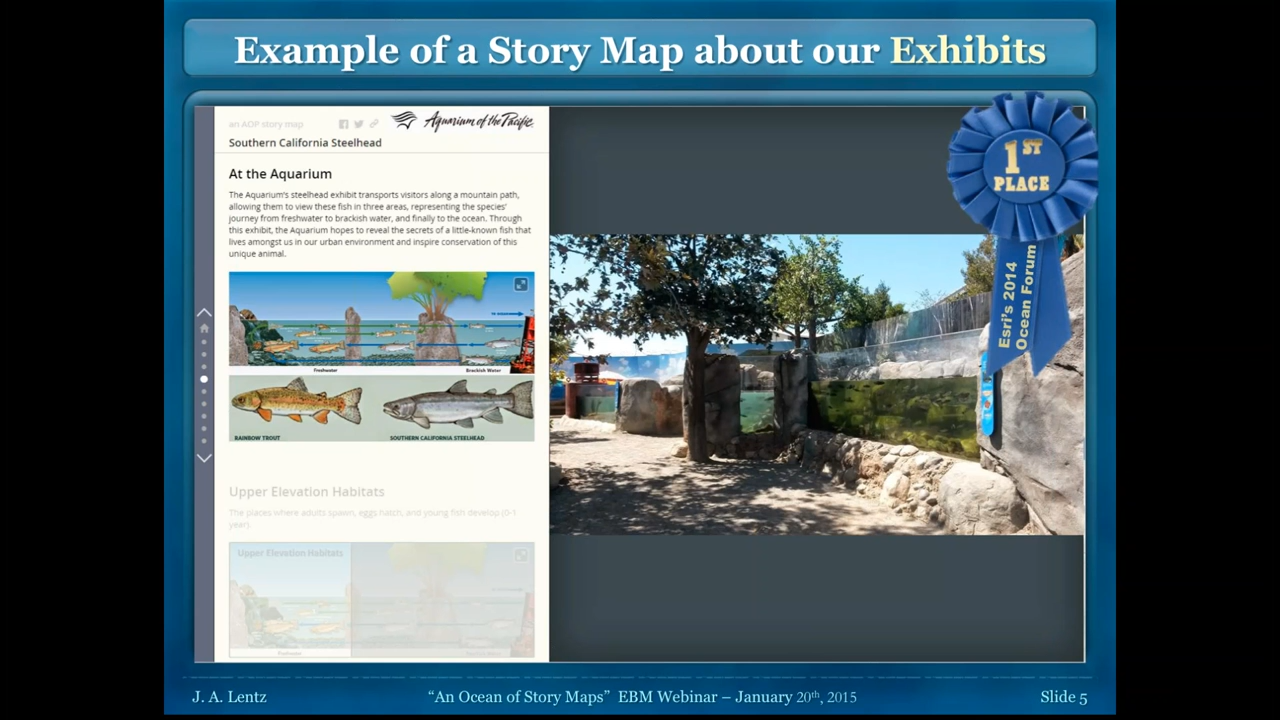 Example of a Story Map about our Exhibits
an AOP story map
Aquarium of the Pacific
Southern California Steelhead
At the Aquarium
The Aquarium's steelhead exhibit transports visitors along a mountain path,
allowing them to view these fish in three areas, representing the species'
journey from freshwater to brackish water, and finally to the ocean. Through
this exhibit, the Aquarium hopes to reveal the secrets of a little-known fish that
lives amongst us in our urban environment and inspire conservation of this
unique animal.
Freshwater
Brackish Water
RAINBOW TROUT
SOUTHERN CALIFORNIA STEELHEAD
Upper Elevation Habitats
The places where adults spawn, eggs hatch, and young fish develop (0-1
year).
Upper Elevation Habitats
Freshwater
1ST
PLACE
Esri's 2014
Ocean Forum
J. A. Lentz
“An Ocean of Story Maps” EBM Webinar – January 20th, 2015
Slide 5